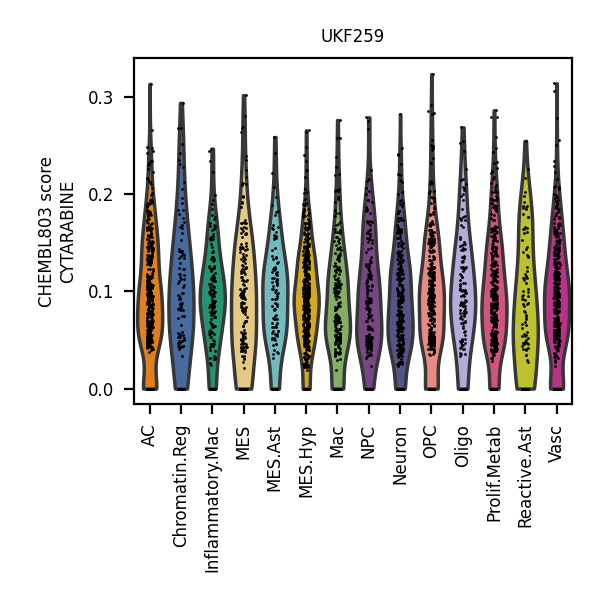 UKF259
CHEMBL803 score
CYTARABINE
0.3
0.2
0.1
0.0
AC
Chromatin.Reg
Inflammatory.Mac
MES
MES.Ast
MES.Hyp
Mac
NPC
Neuron
OPC
Oligo
Prolif.Metab
Reactive.Ast
Vasc